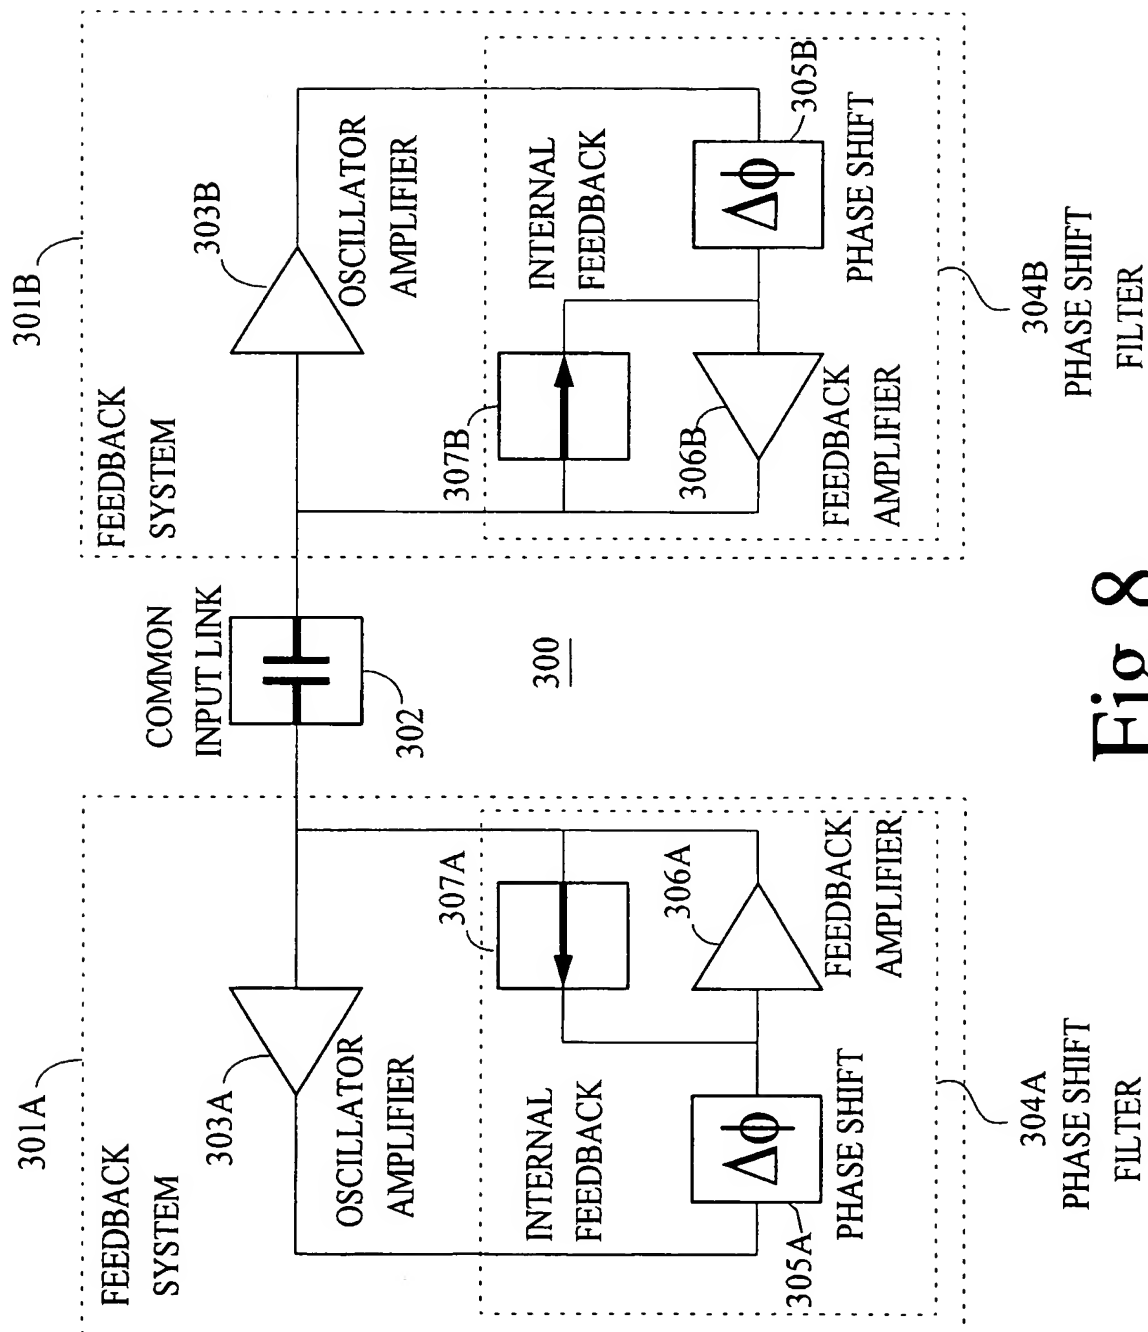 301A
FEEDBACK
SYSTEM
303A
OSCILLATOR
AMPLIFIER
INTERNAL
FEEDBACK
307A
306A
FEEDBACK
AMPLIFIER
Δϕ
305A
PHASE SHIFT
304A
PHASE SHIFT
FILTER
COMMON
INPUT LINK
302
300
301B
FEEDBACK
SYSTEM
303B
OSCILLATOR
AMPLIFIER
INTERNAL
FEEDBACK
307B
306B
FEEDBACK
AMPLIFIER
Δϕ
305B
PHASE SHIFT
304B
PHASE SHIFT
FILTER
Fig. 8